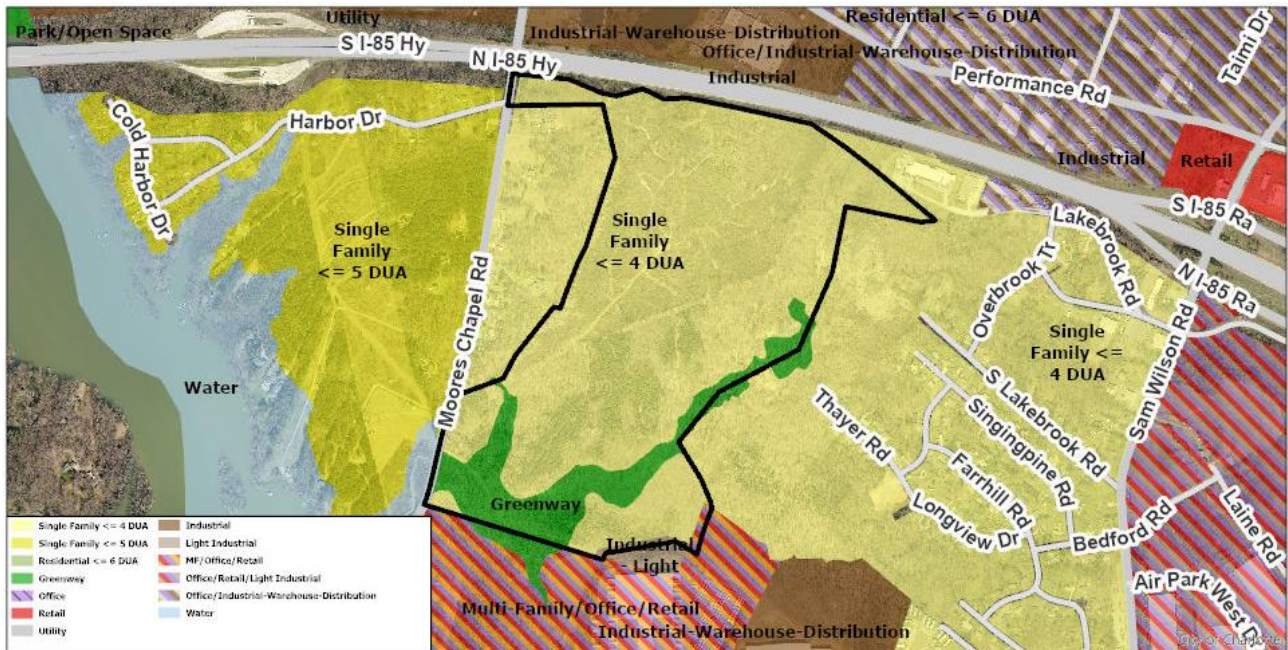 Park/Open Space
Utility
S I-85 Hy
N I-85 Hy
Industrial-Warehouse-Distribution
Residential <= 6 DUA
Office/Industrial-Warehouse-Distribution
Industrial
Performance Rd
Taimi Dr
Cold Harbor Dr
Harbor Dr
Industrial
Retail
S I-85 Ra
Single
Family
<= 5 DUA
Moores Chapel Rd
Single
Family
<= 4 DUA
Lakebrook Rd
Overbrook Tr
N I-85 Ra
Single
Family <=
4 DUA
Sam Wilson Rd
Water
S Lakebrook Rd
Singingpine Rd
Thayer Rd
Farrhill Rd
Longview Dr
Bedford Rd
Laine Rd
Greenway
Industrial
- Light
Multi-Family/Office/Retail
Industrial-Warehouse-Distribution
Air Park West D
City of Charlotte
Single Family <= 4 DUA
Single Family <= 5 DUA
Residential <= 6 DUA
Greenway
Office
Retail
Utility
Industrial
Light Industrial
MF/Office/Retail
Office/Retail/Light Industrial
Office/Industrial-Warehouse-Distribution
Water